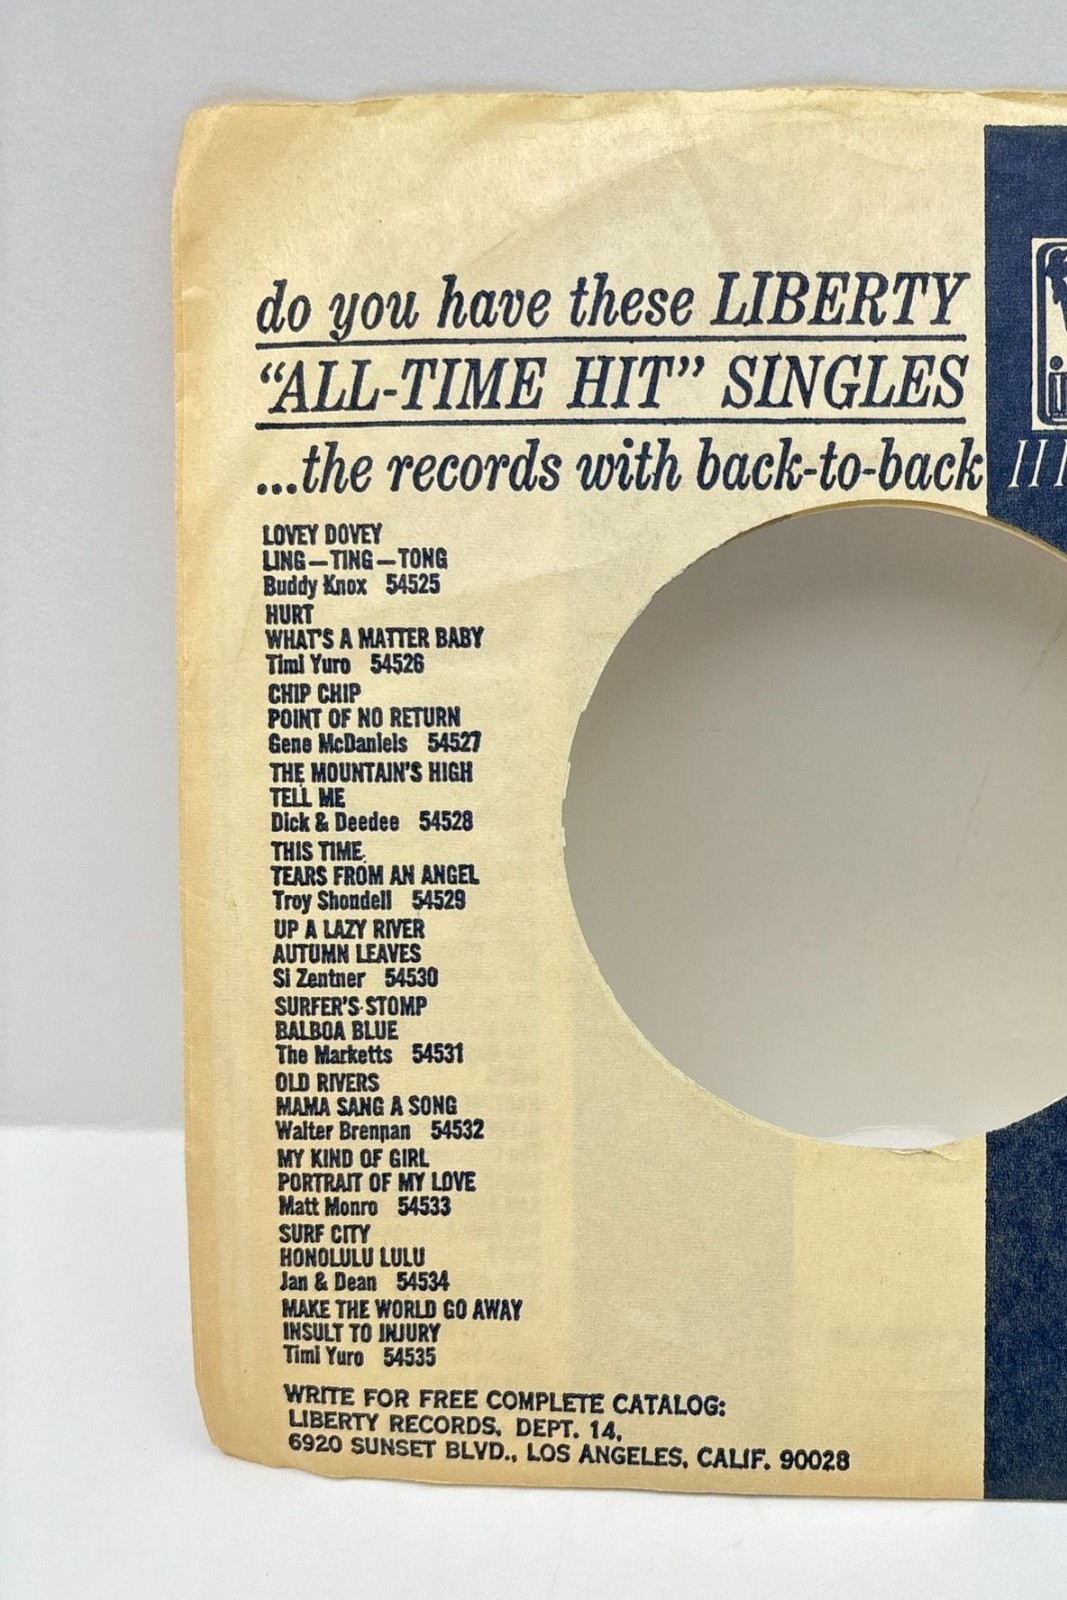 do you have these LIBERTY
"ALL-TIME HIT" SINGLES
...the records with back-to-back
LOVEY DOVEY
LING—TING—TONG
Buddy Knox 54525
HURT
WHAT'S A MATTER BABY
Timi Yuro 54526
CHIP CHIP
POINT OF NO RETURN
Gene McDaniels 54527
THE MOUNTAIN'S HIGH
TELL ME
Dick & Deedee 54528
THIS TIME
TEARS FROM AN ANGEL
Troy Shondell 54529
UP A LAZY RIVER
AUTUMN LEAVES
Si Zentner 54530
SURFER'S STOMP
BALBOA BLUE
The Marketts 54531
OLD RIVERS
MAMA SANG A SONG
Walter Brennan 54532
MY KIND OF GIRL
PORTRAIT OF MY LOVE
Matt Monro 54533
SURF CITY
HONOLULU LULU
Jan & Dean 54534
MAKE THE WORLD GO AWAY
INSULT TO INJURY
Timi Yuro 54535
WRITE FOR FREE COMPLETE CATALOG:
LIBERTY RECORDS, DEPT. 14,
6920 SUNSET BLVD., LOS ANGELES, CALIF. 90028